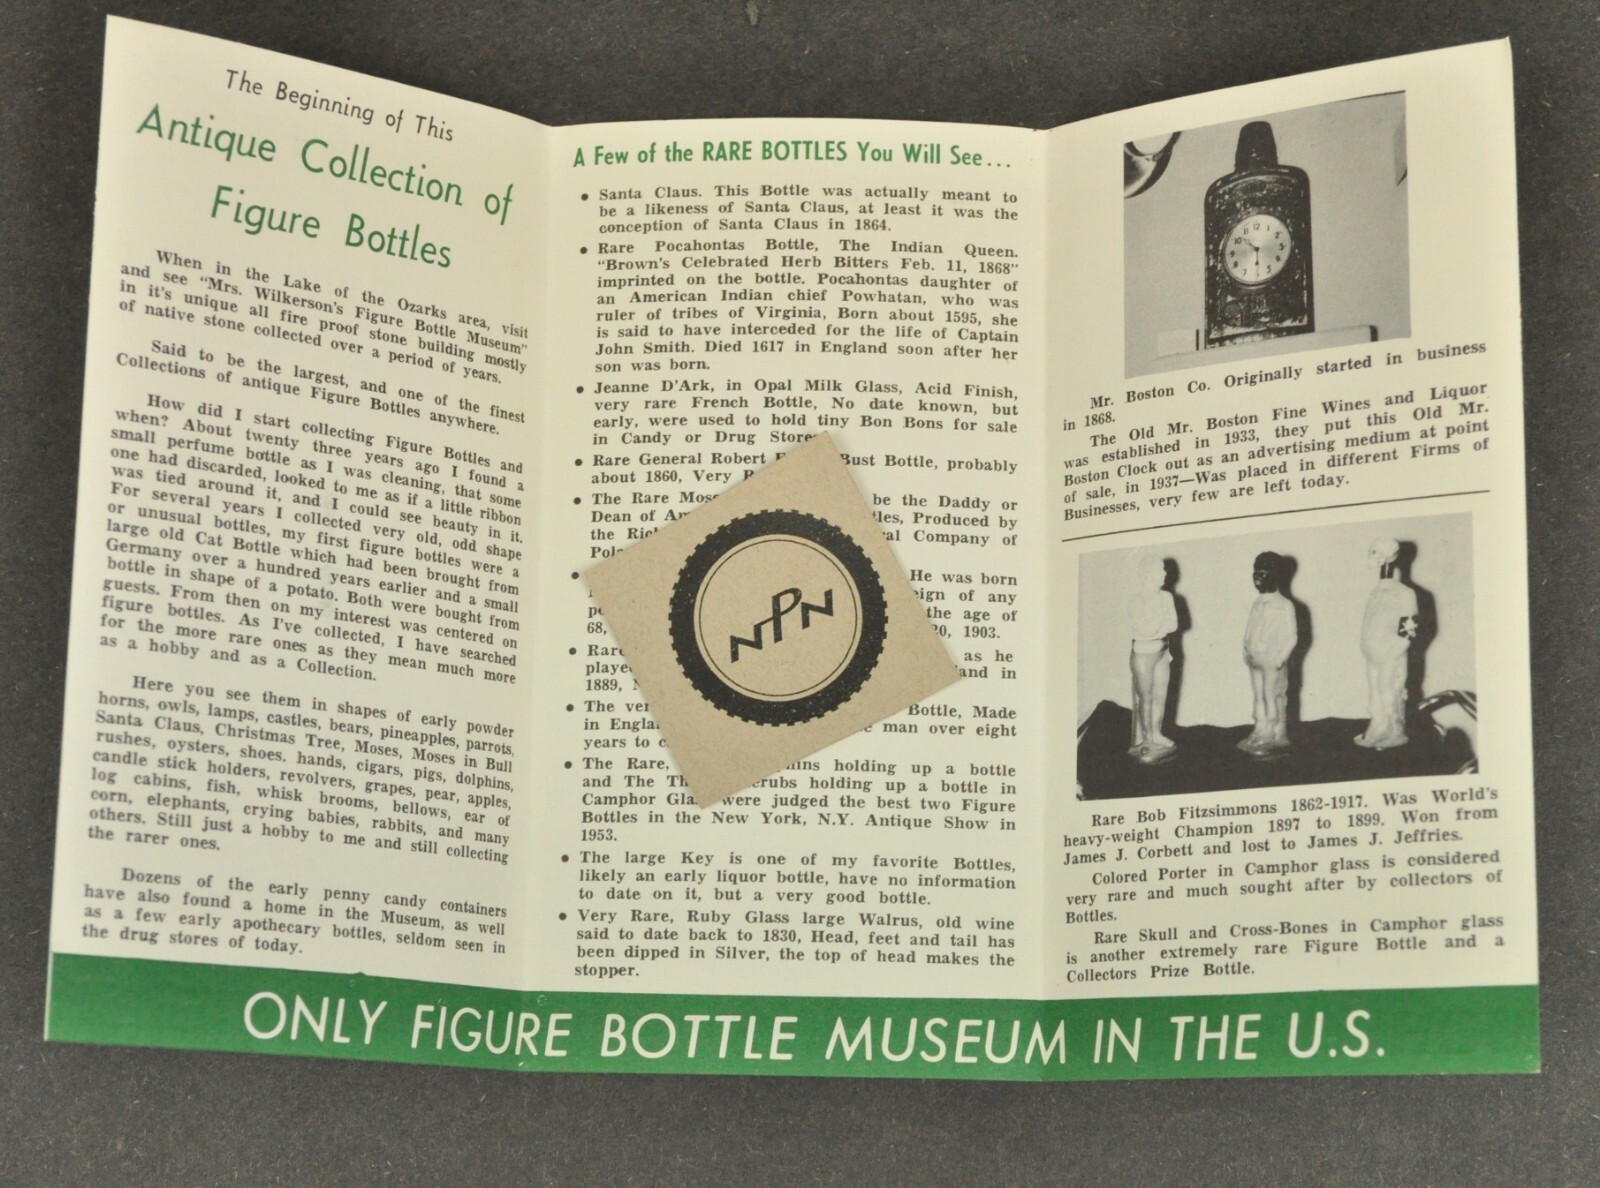 The Beginning of This
Antique Collection of
Figure Bottles
When in the Lake of the Ozarks area, visit
and see "Mrs. Wilkerson's Figure Bottle Museum"
in it's unique all fire proof stone building mostly
of native stone collected over a period of years.
Said to be the largest, and one of the finest
Collections of antique Figure Bottles anywhere.
How did I start collecting Figure Bottles and
when? About twenty three years ago I found a
small perfume bottle as I was cleaning, that some
one had discarded, looked to me as if a little ribbon
was tied around it, and I could see beauty in it.
For several years I collected very old, odd shape
or unusual bottles, my first figure bottles were a
large old Cat Bottle which had been brought from
Germany over a hundred years earlier and a small
bottle in shape of a potato. Both were bought from
guests. From then on my interest was centered on
figure bottles. As I've collected, I have searched
for the more rare ones as they mean much more
as a hobby and as a Collection.
Here you see them in shapes of early powder
horns, owls, lamps, castles, bears, pineapples, parrots,
Santa Claus, Christmas Tree, Moses, Moses in Bull
rushes, oysters, shoes. hands, cigars, pigs, dolphins,
candle stick holders, revolvers, grapes, pear, apples,
log cabins, fish, whisk brooms, bellows, ear of
corn, elephants, crying babies, rabbits, and many
others. Still just a hobby to me and still collecting
the rarer ones.
Dozens of the early penny candy containers
have also found a home in the Museum, as well
as a few early apothecary bottles, seldom seen in
the drug stores of today.
A Few of the RARE BOTTLES You Will See...
• Santa Claus. This Bottle was actually meant to
be a likeness of Santa Claus, at least it was the
conception of Santa Claus in 1864.
• Rare Pocahontas Bottle, The Indian Queen.
"Brown's Celebrated Herb Bitters Feb. 11, 1868"
imprinted on the bottle. Pocahontas daughter of
an American Indian chief Powhatan, who was
ruler of tribes of Virginia, Born about 1595, she
is said to have interceded for the life of Captain
John Smith. Died 1617 in England soon after her
son was born.
• Jeanne D'Ark, in Opal Milk Glass, Acid Finish,
very rare French Bottle, No date known, but
early, were used to hold tiny Bon Bons for sale
in Candy or Drug Stores
• Rare General Robert Bust Bottle, probably
about 1860, Very
• The Rare be the Daddy or
Dean of Produced by
the Company of
• He was born
of any
the age of
68, 1903.
• as he
in
1889,
• The Bottle, Made
in man over eight
years to
• The Rare, holding up a bottle
and The holding up a bottle in
Camphor were judged the best two Figure
Bottles in the New York, N.Y. Antique Show in
1953.
• The large Key is one of my favorite Bottles,
likely an early liquor bottle, have no information
to date on it, but a very good bottle.
• Very Rare, Ruby Glass large Walrus, old wine
said to date back to 1830, Head, feet and tail has
been dipped in Silver, the top of head makes the
stopper.
NPN
Mr. Boston Co. Originally started in business
in 1868.
The Old Mr. Boston Fine Wines and Liquor
was established in 1933, they put this Old Mr.
Boston Clock out as an advertising medium at point
of sale, in 1937—Was placed in different Firms of
Businesses, very few are left today.
Rare Bob Fitzsimmons 1862-1917. Was World's
heavy-weight Champion 1897 to 1899. Won from
James J. Corbett and lost to James J. Jeffries.
Colored Porter in Camphor glass is considered
very rare and much sought after by collectors of
Bottles.
Rare Skull and Cross-Bones in Camphor glass
is another extremely rare Figure Bottle and a
Collectors Prize Bottle.
ONLY FIGURE BOTTLE MUSEUM IN THE U.S.